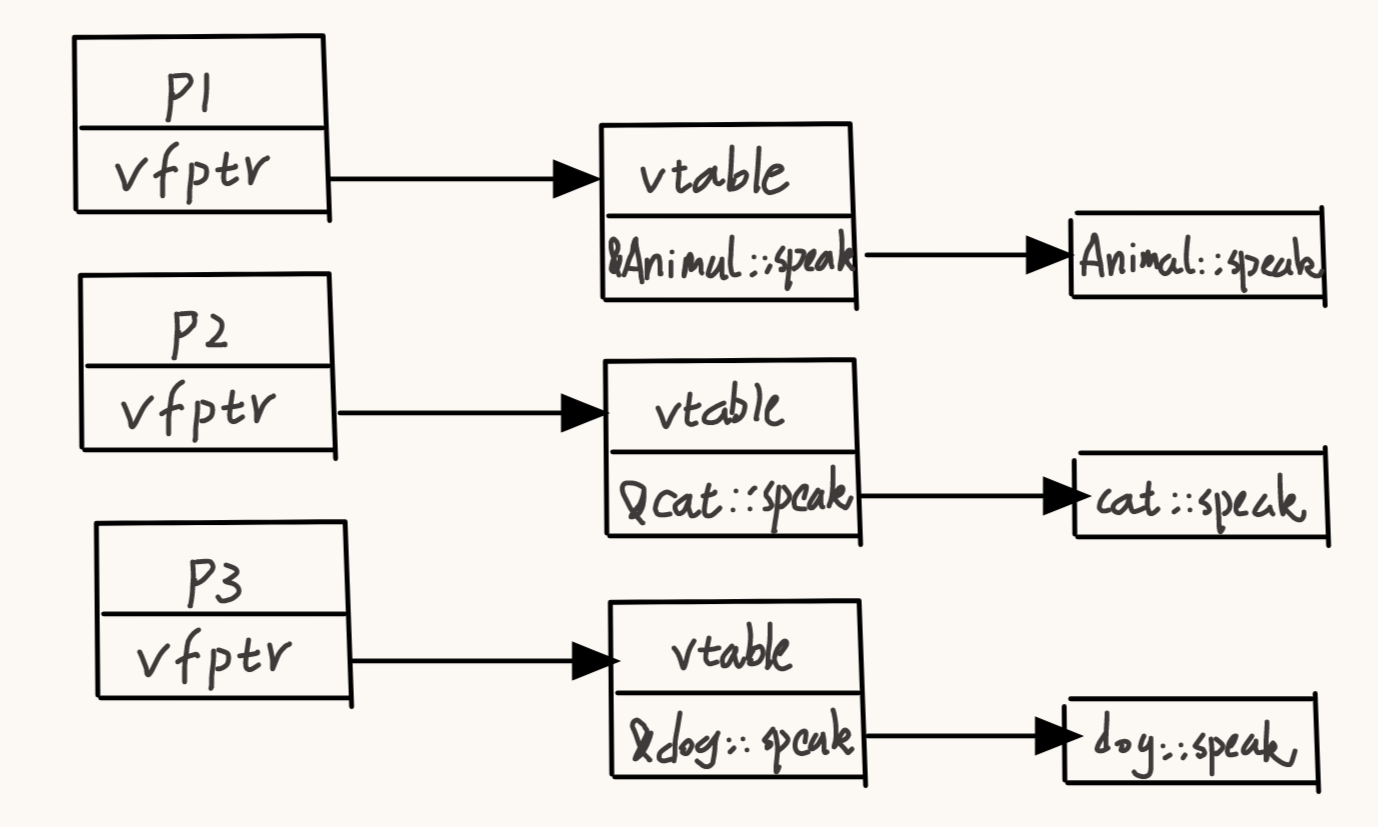 P1
vfptr
vtable
&Animal::speak
Animal::speak
P2
vfptr
vtable
&cat::speak
cat::speak
P3
vfptr
vtable
&dog::speak
dog::speak